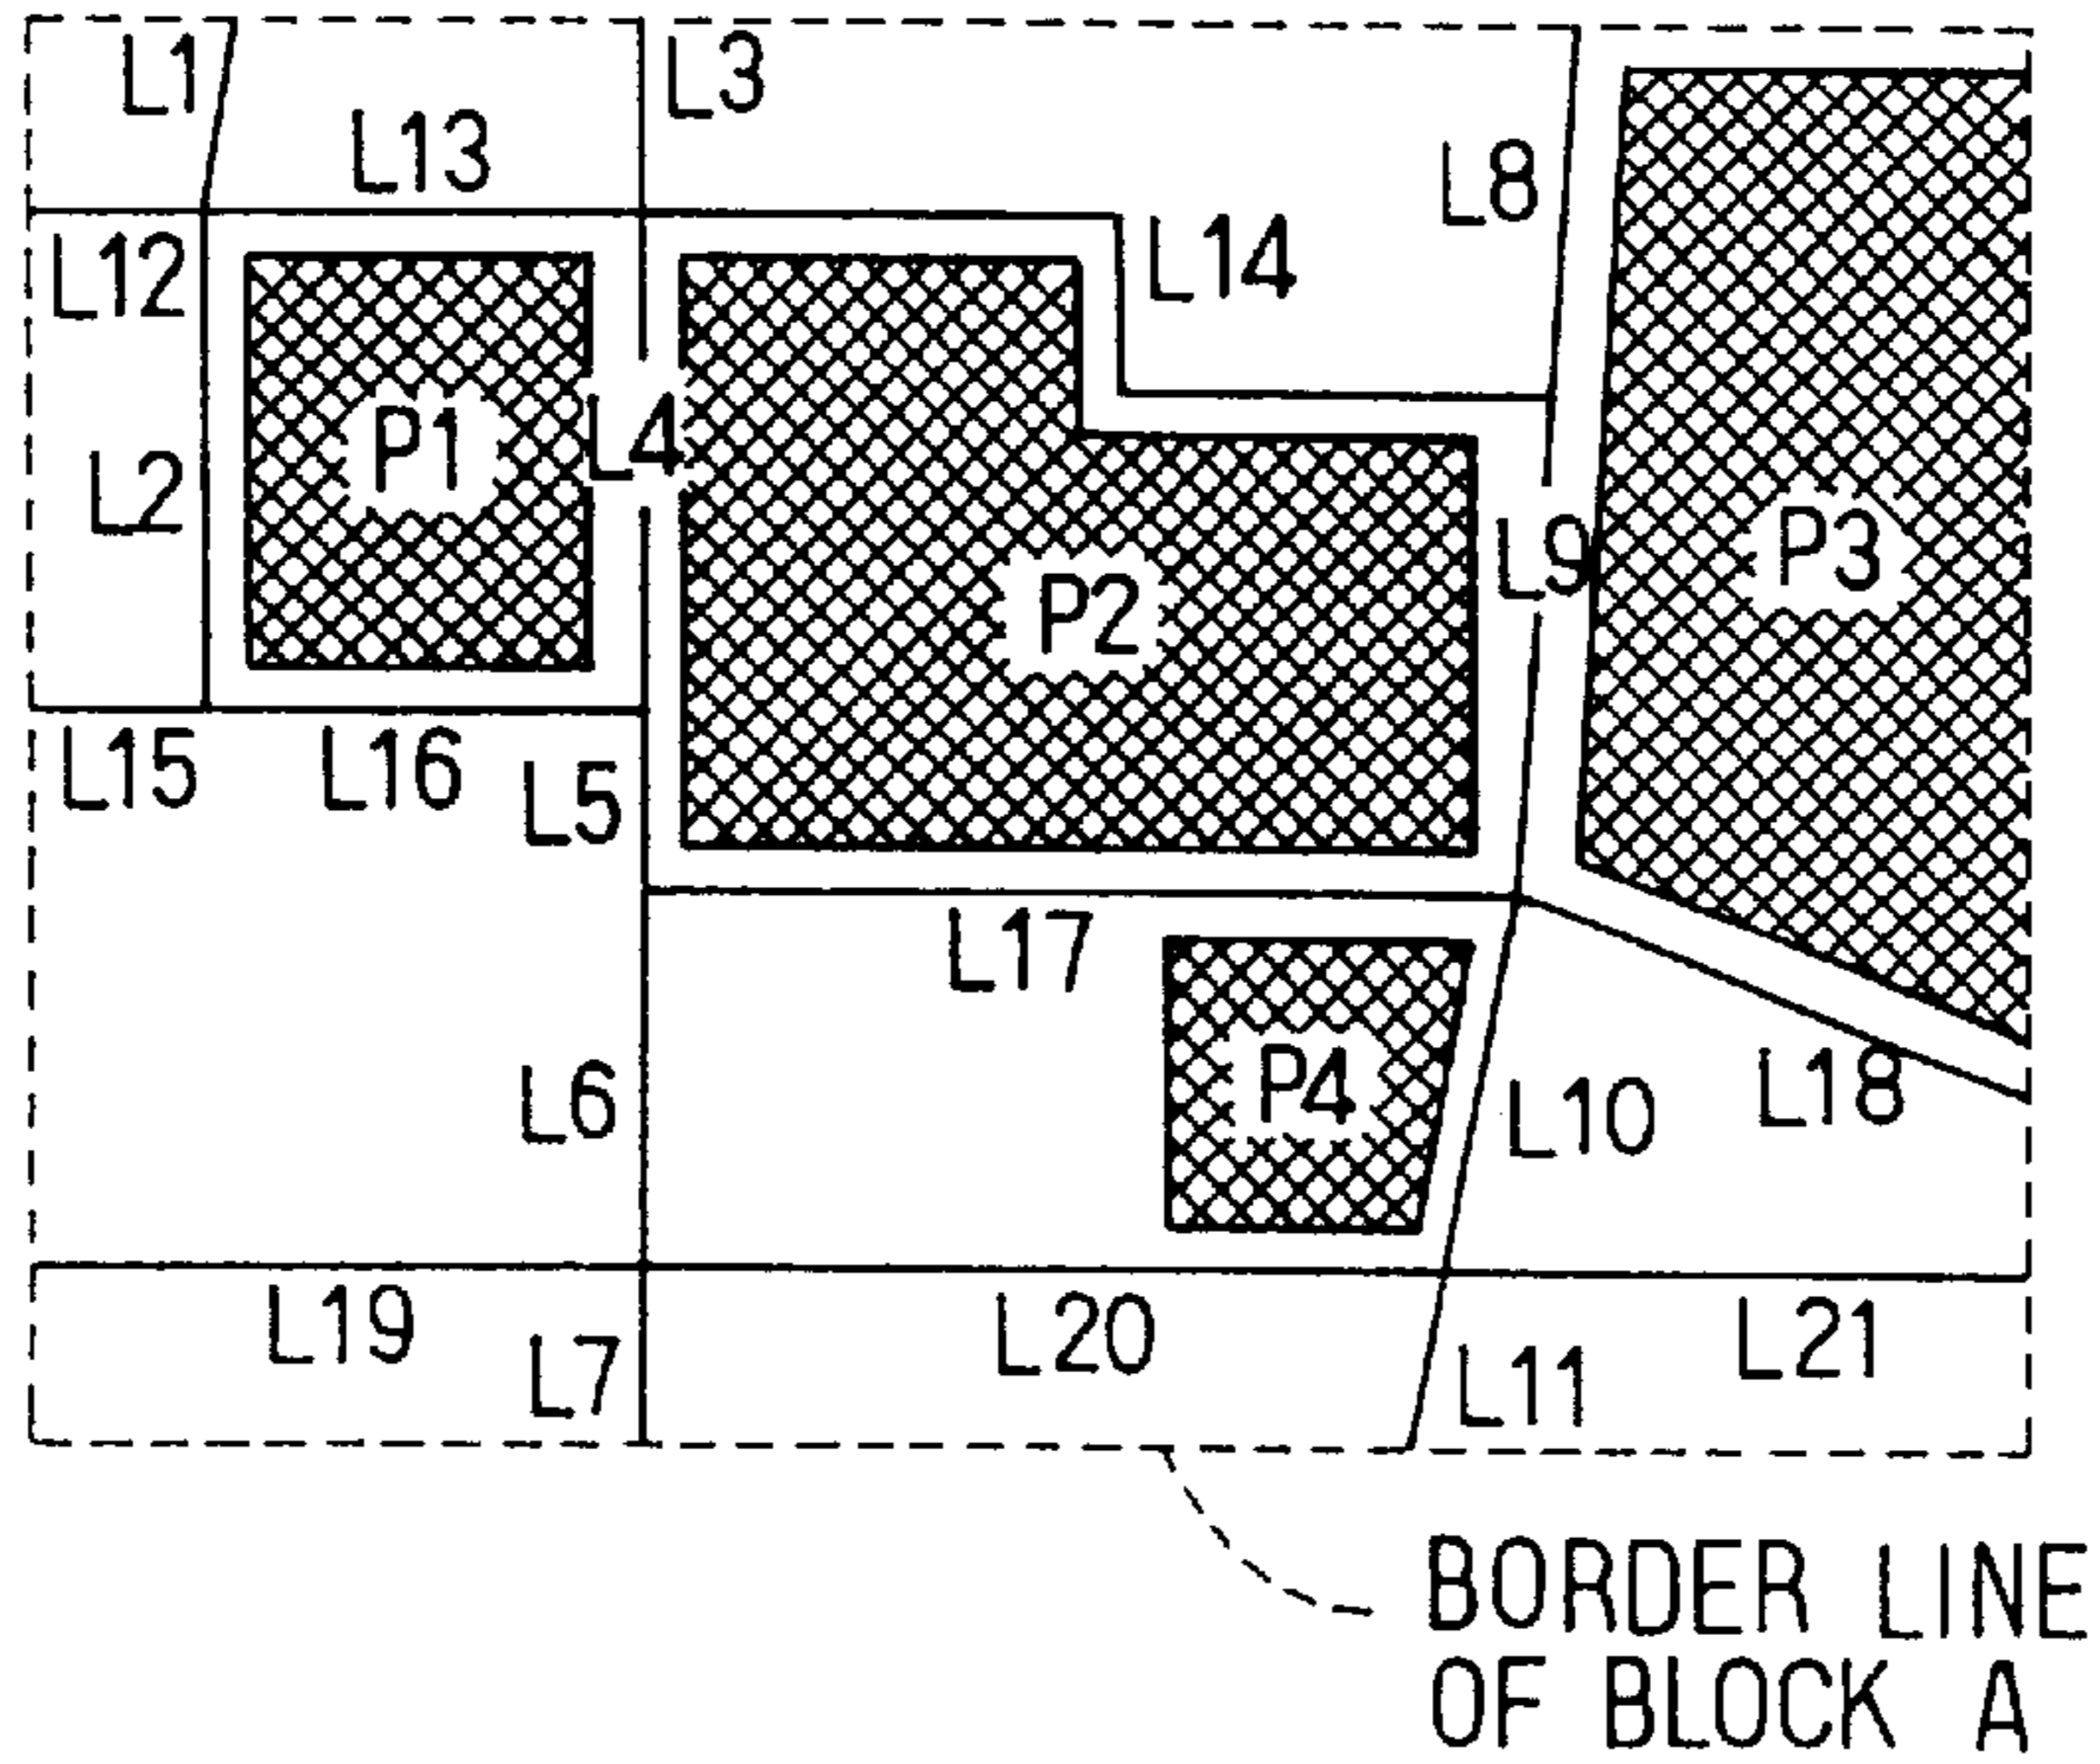 L1
L3
L13
L8
L14
L12
P1
L4
L2
L9
P3
P2
L15
L16
L5
L17
P4
L18
L6
L10
L19
L20
L21
L7
L11
BORDER LINE
OF BLOCK A